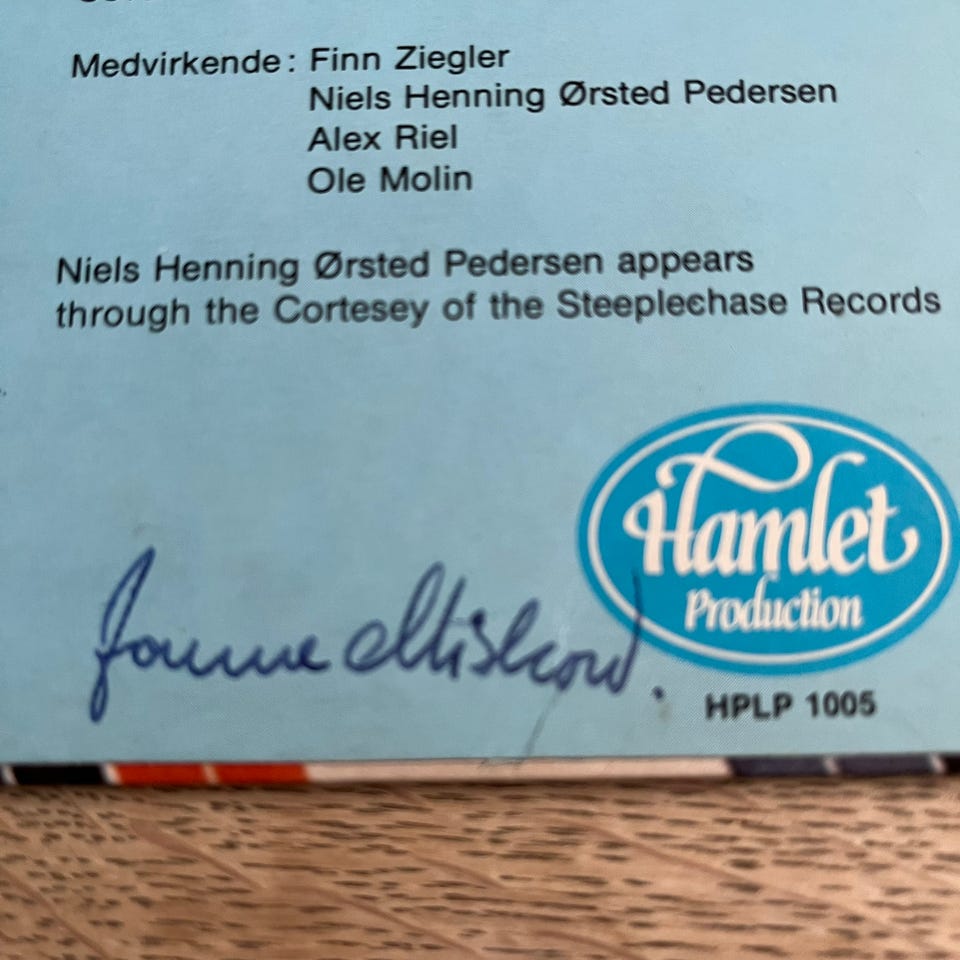 Medvirkende: Finn Ziegler
Niels Henning Ørsted Pedersen
Alex Riel
Ole Molin
Niels Henning Ørsted Pedersen appears
through the Cortesey of the Steeplechase Records
Hamlet
Production
HPLP 1005